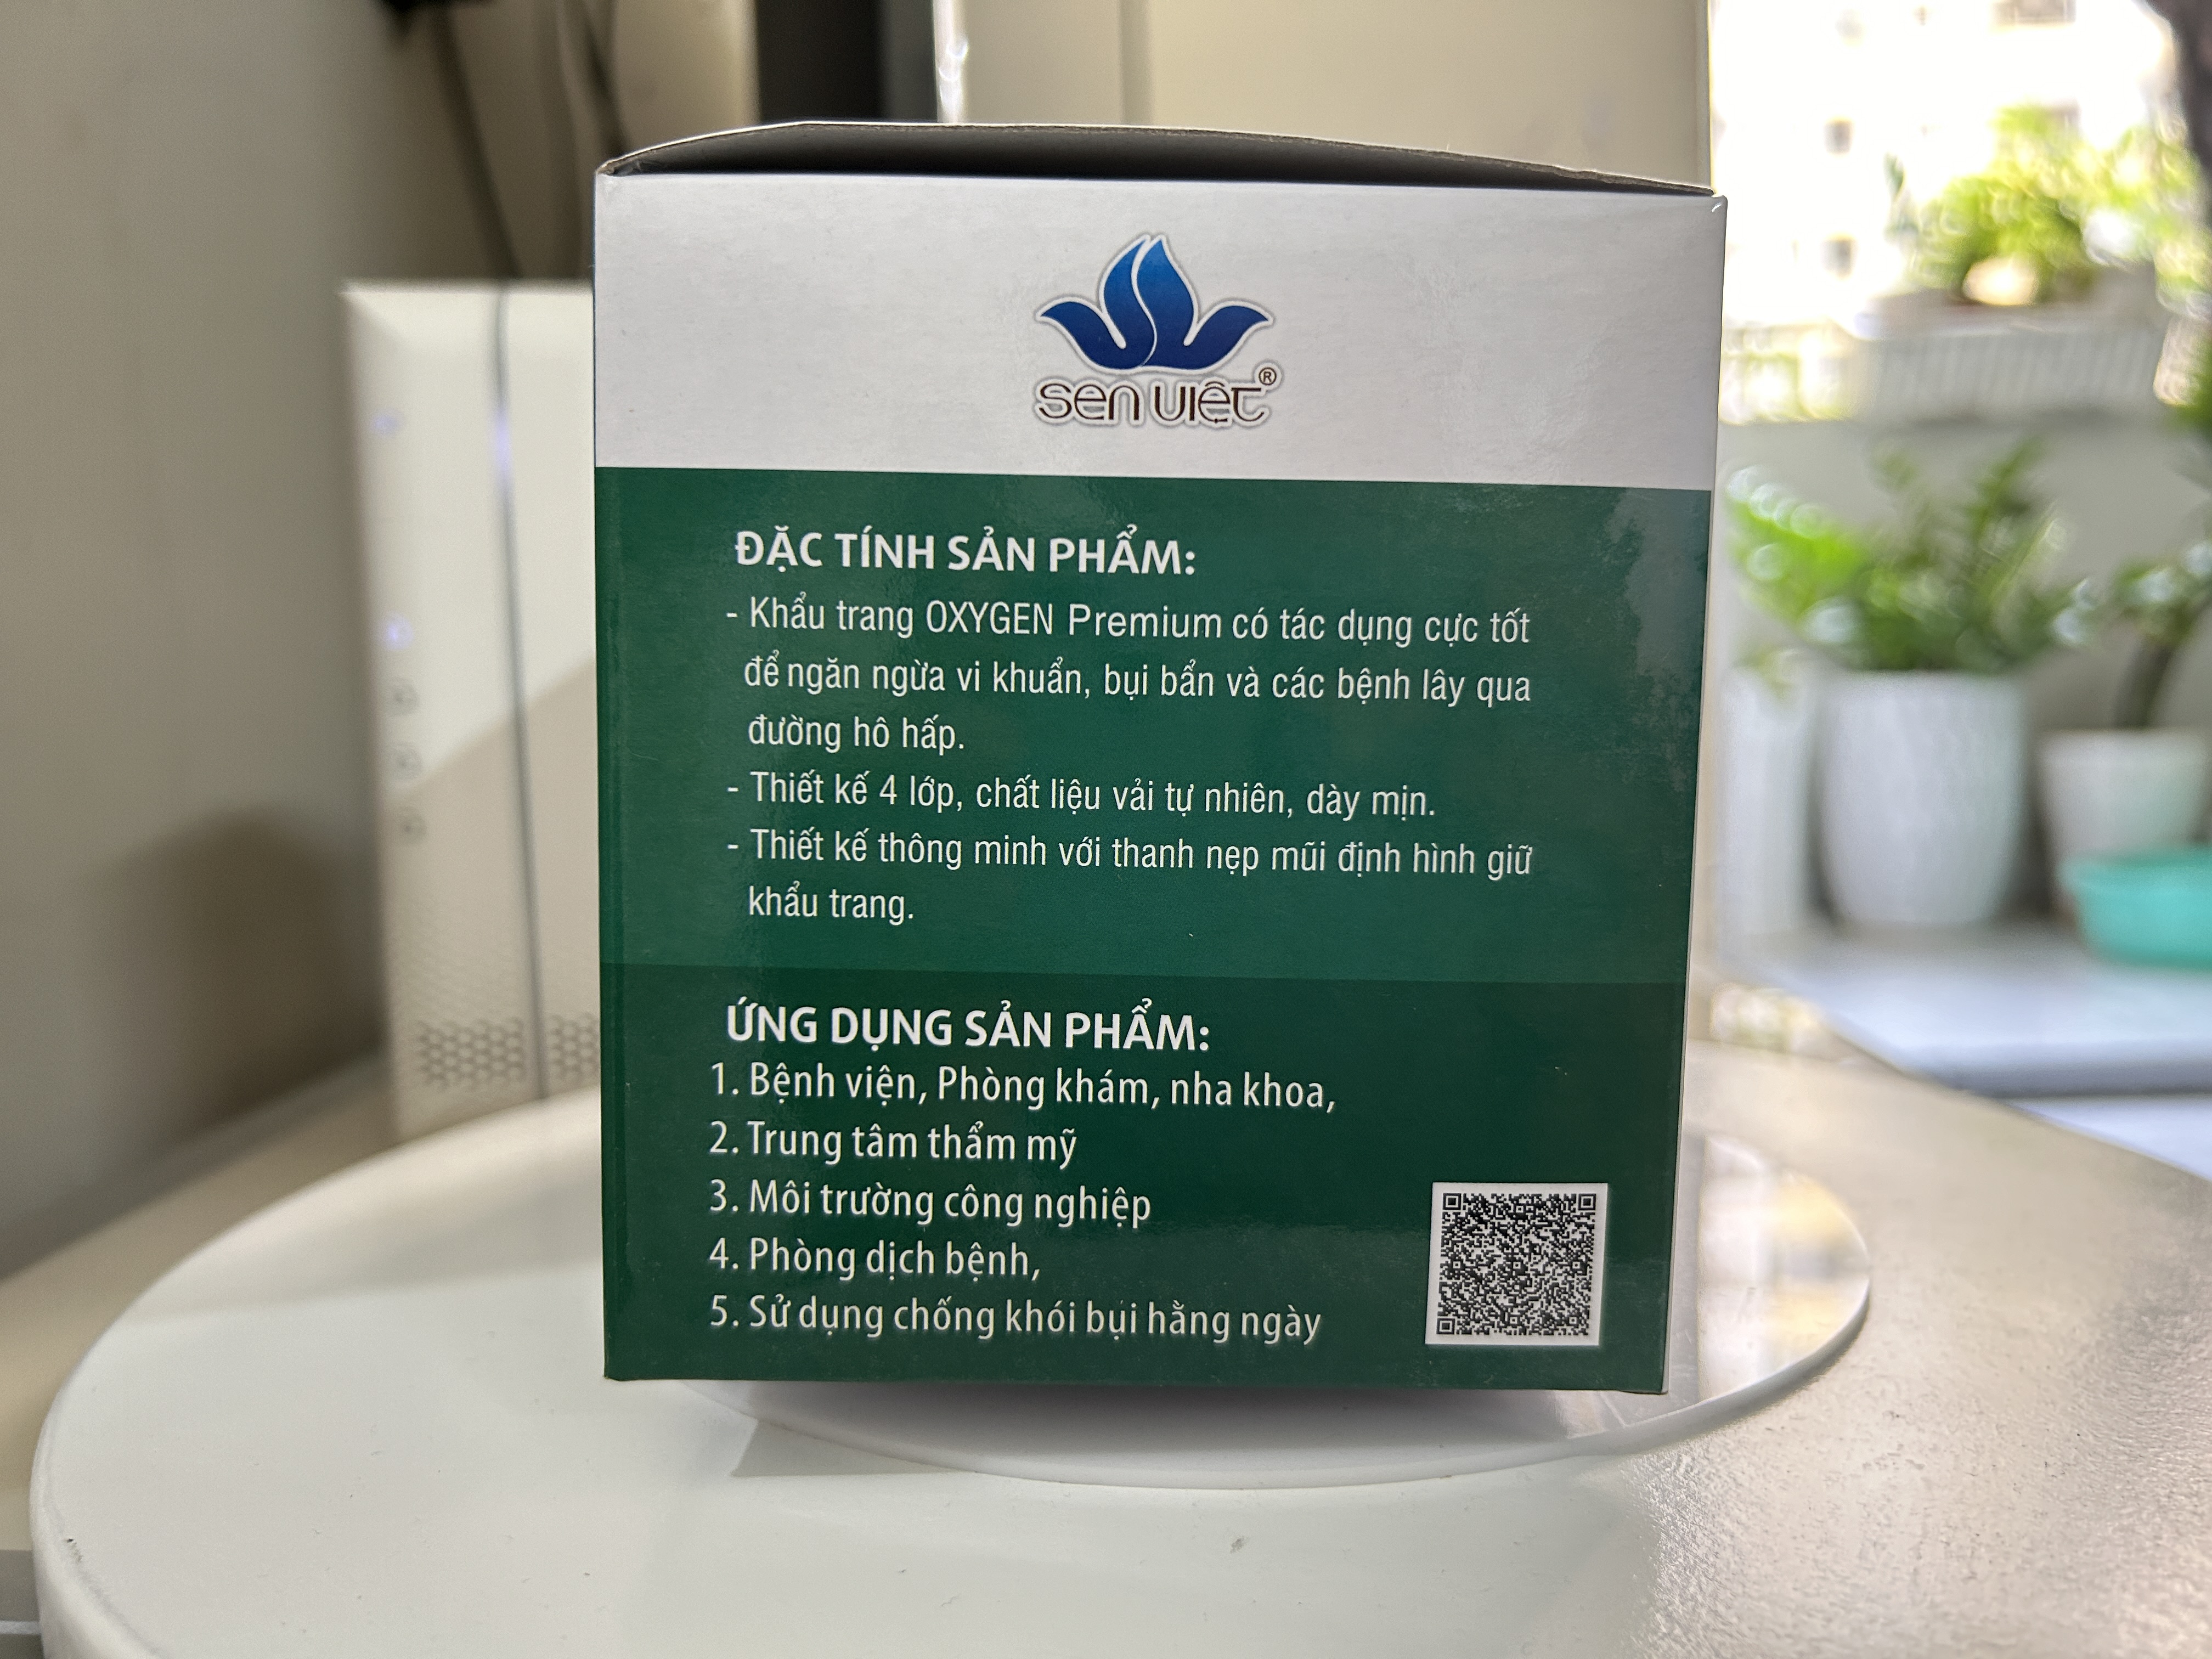 sen việt®
ĐẶC TÍNH SẢN PHẨM:
- Khẩu trang OXYGEN Premium có tác dụng cực tốt
để ngăn ngừa vi khuẩn, bụi bẩn và các bệnh lây qua
đường hô hấp.
- Thiết kế 4 lớp, chất liệu vải tự nhiên, dày mịn.
- Thiết kế thông minh với thanh nẹp mũi định hình giữ
khẩu trang.
ỨNG DỤNG SẢN PHẨM:
1. Bệnh viện, Phòng khám, nha khoa,
2. Trung tâm thẩm mỹ
3. Môi trường công nghiệp
4. Phòng dịch bệnh,
5. Sử dụng chống khói bụi hằng ngày